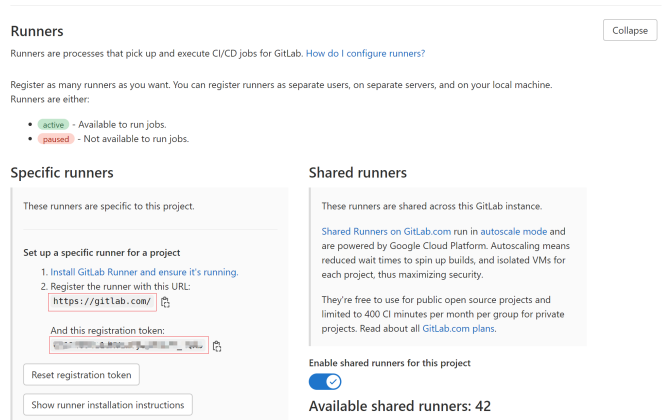 Runners
Collapse
Runners are processes that pick up and execute CI/CD jobs for GitLab. How do I configure runners?
Register as many runners as you want. You can register runners as separate users, on separate servers, and on your local machine.
Runners are either:
active - Available to run jobs.
paused - Not available to run jobs.
Specific runners
These runners are specific to this project.
Set up a specific runner for a project
1. Install GitLab Runner and ensure it's running.
2. Register the runner with this URL:
https://gitlab.com/
And this registration token:
Reset registration token
Show runner installation instructions
Shared runners
These runners are shared across this GitLab instance.
Shared Runners on GitLab.com run in autoscale mode and
are powered by Google Cloud Platform. Autoscaling means
reduced wait times to spin up builds, and isolated VMs for
each project, thus maximizing security.
They're free to use for public open source projects and
limited to 400 CI minutes per month per group for private
projects. Read about all GitLab.com plans.
Enable shared runners for this project
Available shared runners: 42